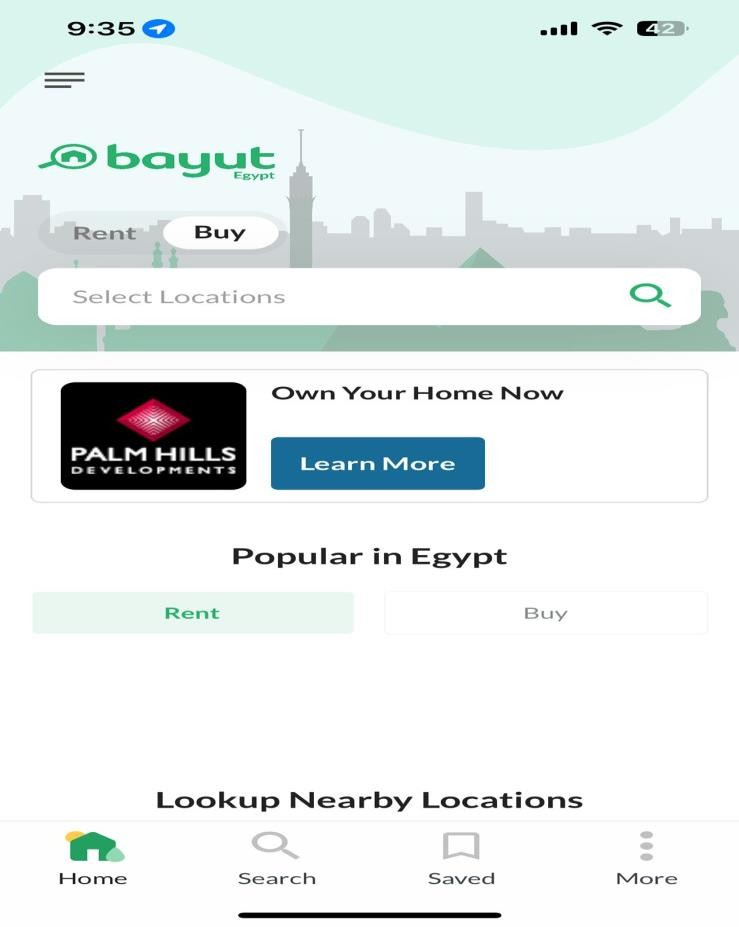 9:35
42
bayut
Egypt
Rent
Buy
Select Locations
Own Your Home Now
PALM HILLS
DEVELOPMENTS
Learn More
Popular in Egypt
Rent
Buy
Lookup Nearby Locations
Home
Search
Saved
More